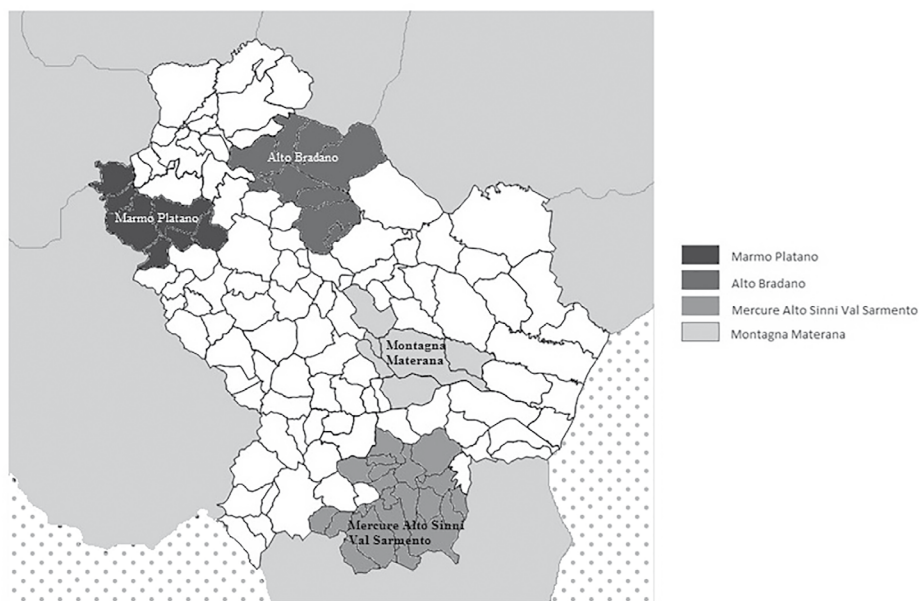 Alto Bradano
Marmo Platano
Montagna
Materana
Mercure Alto Sinni
Val Sarmento
Marmo Platano
Alto Bradano
Mercure Alto Sinni Val Sarmento
Montagna Materana